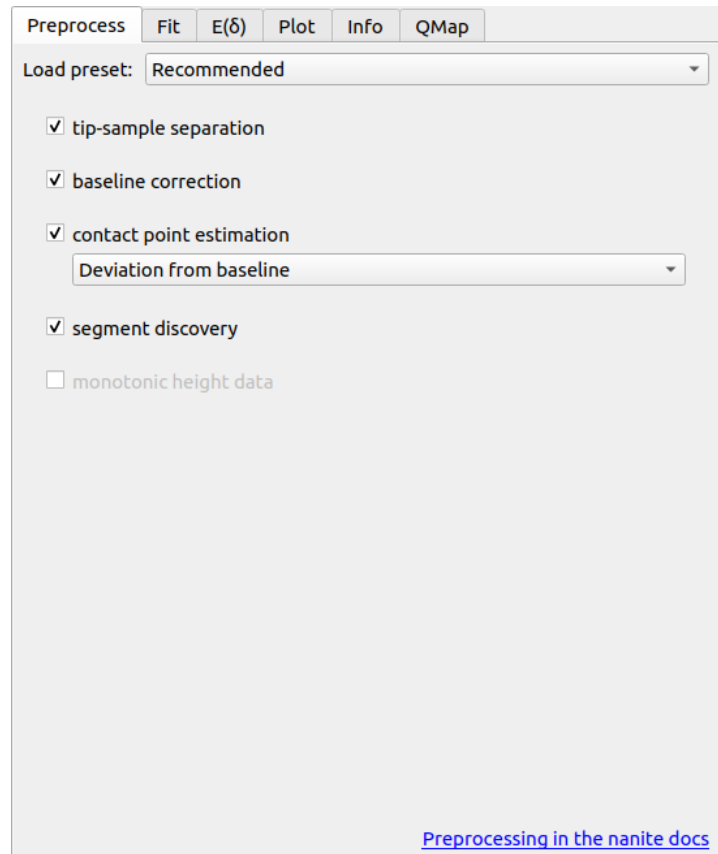 Preprocess Fit E(δ) Plot Info QMap
Load preset: Recommended
tip-sample separation
baseline correction
contact point estimation
Deviation from baseline
segment discovery
monotonic height data
Preprocessing in the nanite docs